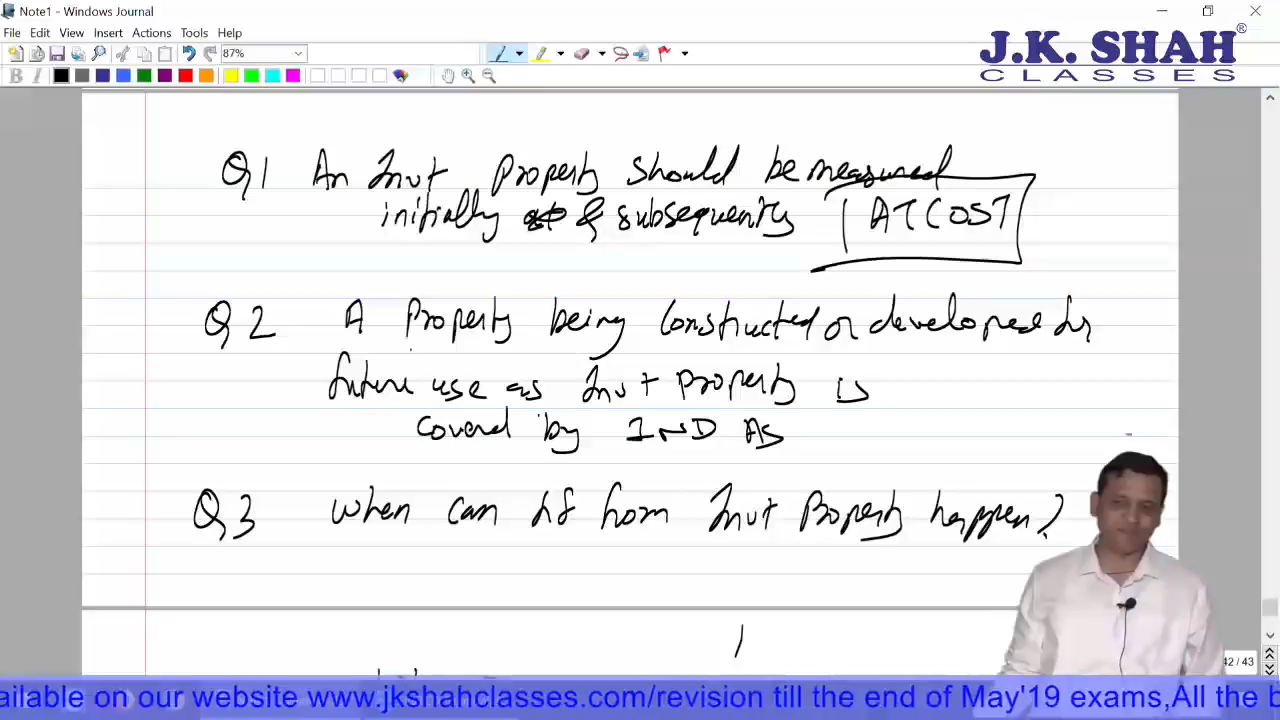 Note1 - Windows Journal
File Edit View Insert Actions Tools Help
87%
J.K. SHAH®
CLASSES
Q1 An Invt Property should be measured
initially & subsequently AT COST
Q2 A Property being constructed or developed for
future use as Invt Property is
covered by IND AS
Q3 When can trf from Invt Property happen?
42 / 43
ailable on our website www.jkshahclasses.com/revision till the end of May'19 exams,All the b